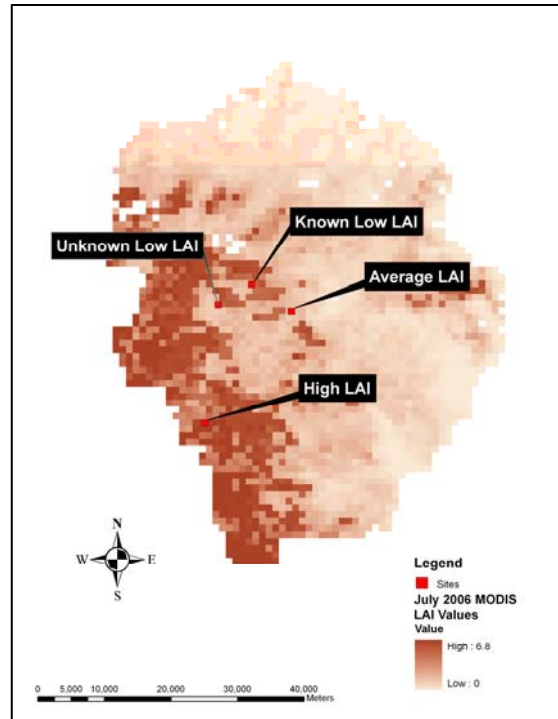 Known Low LAI
Unknown Low LAI
Average LAI
High LAI
N
W E
S
Legend
Sites
July 2006 MODIS
LAI Values
Value
High : 6.8
Low : 0
0 5,000 10,000 20,000 30,000 40,000
Meters